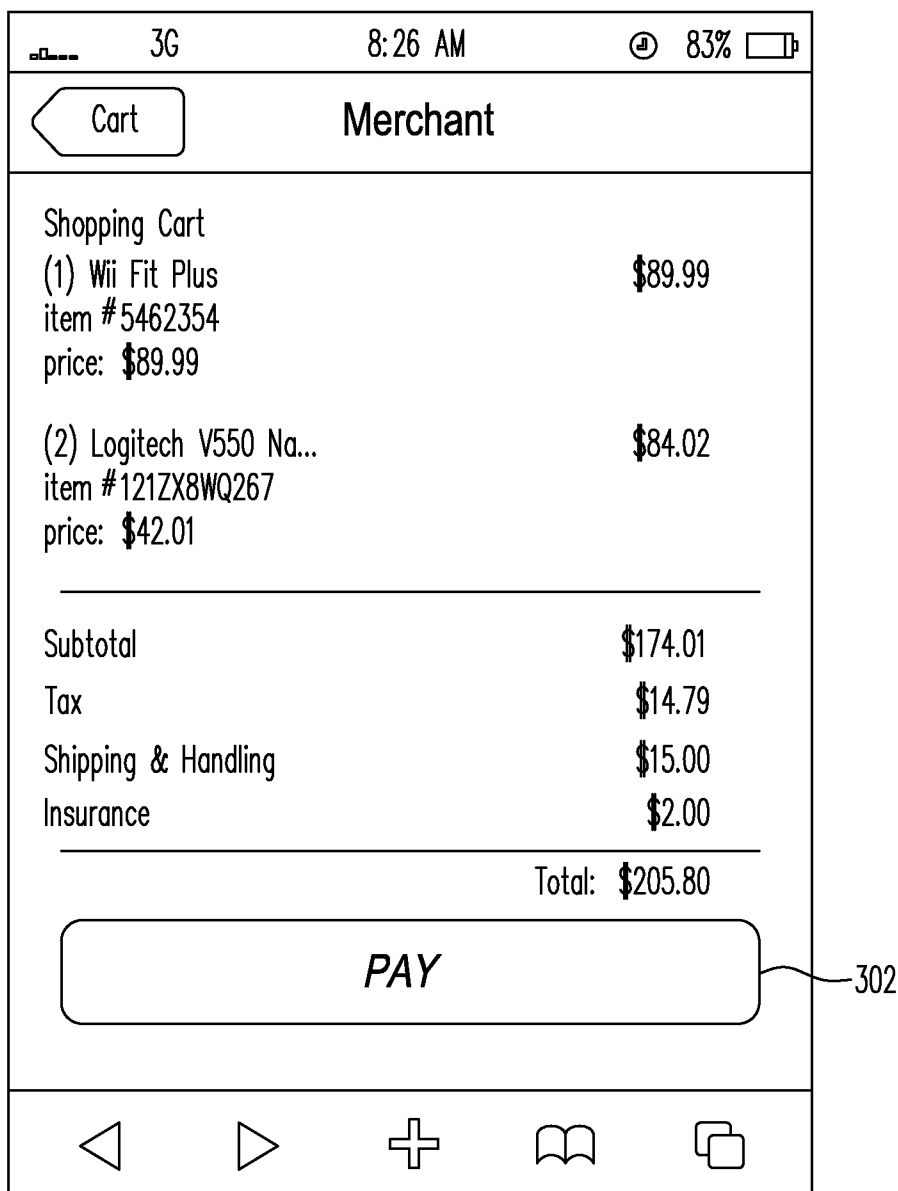 3G 8:26 AM 83%
Cart Merchant
Shopping Cart
(1) Wii Fit Plus $89.99
item #5462354
price: $89.99
(2) Logitech V550 Na... $84.02
item #121ZX8WQ267
price: $42.01
Subtotal $174.01
Tax $14.79
Shipping & Handling $15.00
Insurance $2.00
Total: $205.80
PAY
302